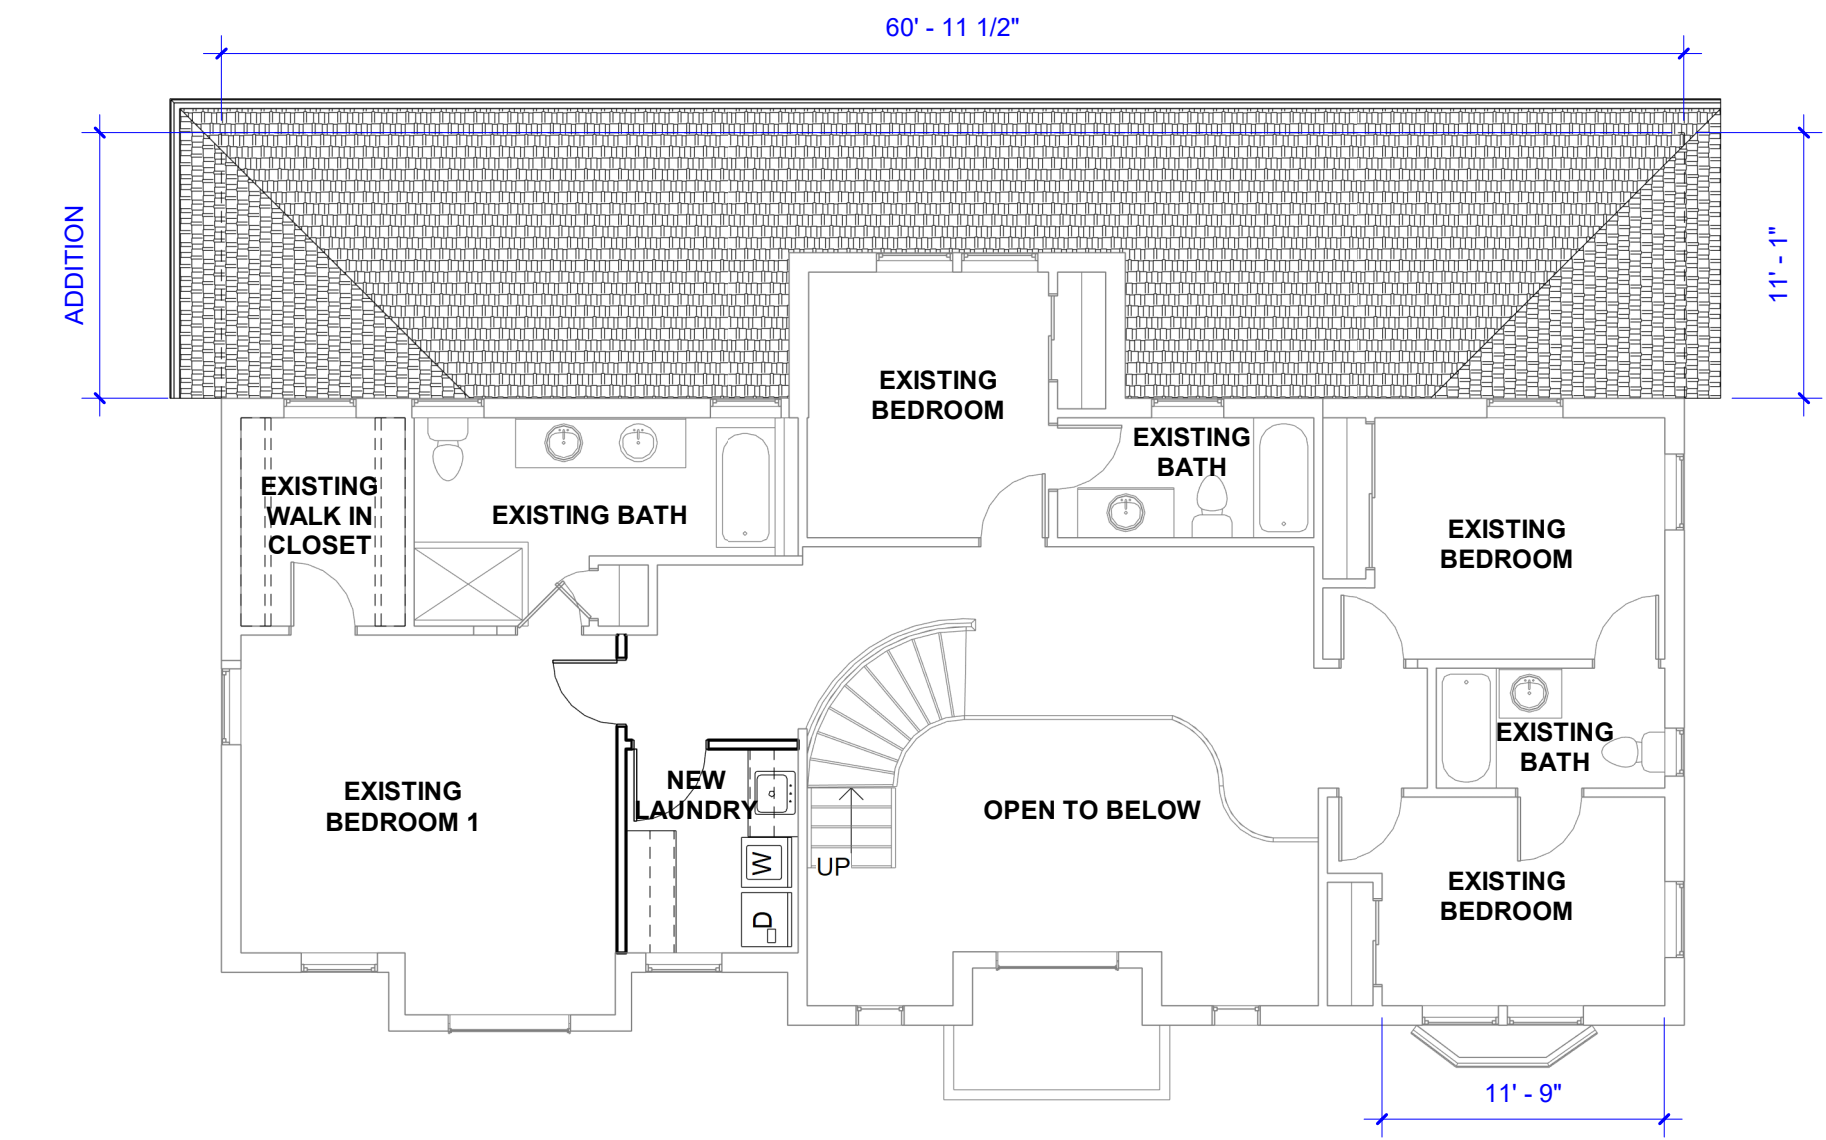 60' - 11 1/2"
ADDITION
11' - 1"
EXISTING
BEDROOM
EXISTING
BATH
EXISTING
WALK IN
CLOSET
EXISTING BATH
EXISTING
BEDROOM
EXISTING
BATH
EXISTING
BEDROOM 1
NEW
LAUNDRY
W
D
UP
OPEN TO BELOW
EXISTING
BEDROOM
11' - 9"